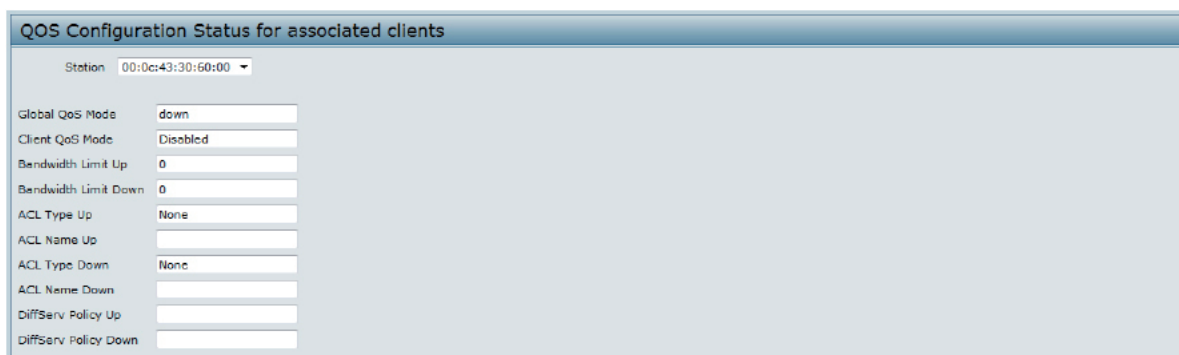 QOS Configuration Status for associated clients
Station 00:0c:43:30:60:00
Global QoS Mode down
Client QoS Mode Disabled
Bandwidth Limit Up 0
Bandwidth Limit Down 0
ACL Type Up None
ACL Name Up
ACL Type Down None
ACL Name Down
DiffServ Policy Up
DiffServ Policy Down